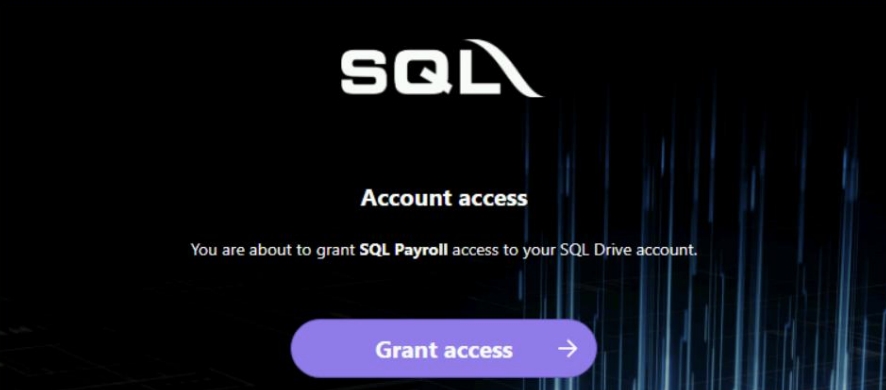 SQL
Account access
You are about to grant SQL Payroll access to your SQL Drive account.
Grant access